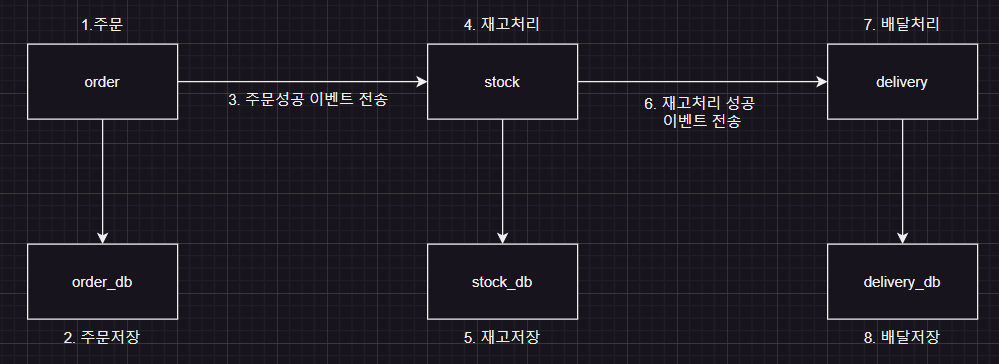 1.주문
4. 재고처리
7. 배달처리
order
stock
delivery
3. 주문성공 이벤트 전송
6. 재고처리 성공
이벤트 전송
order_db
stock_db
delivery_db
2. 주문저장
5. 재고저장
8. 배달저장